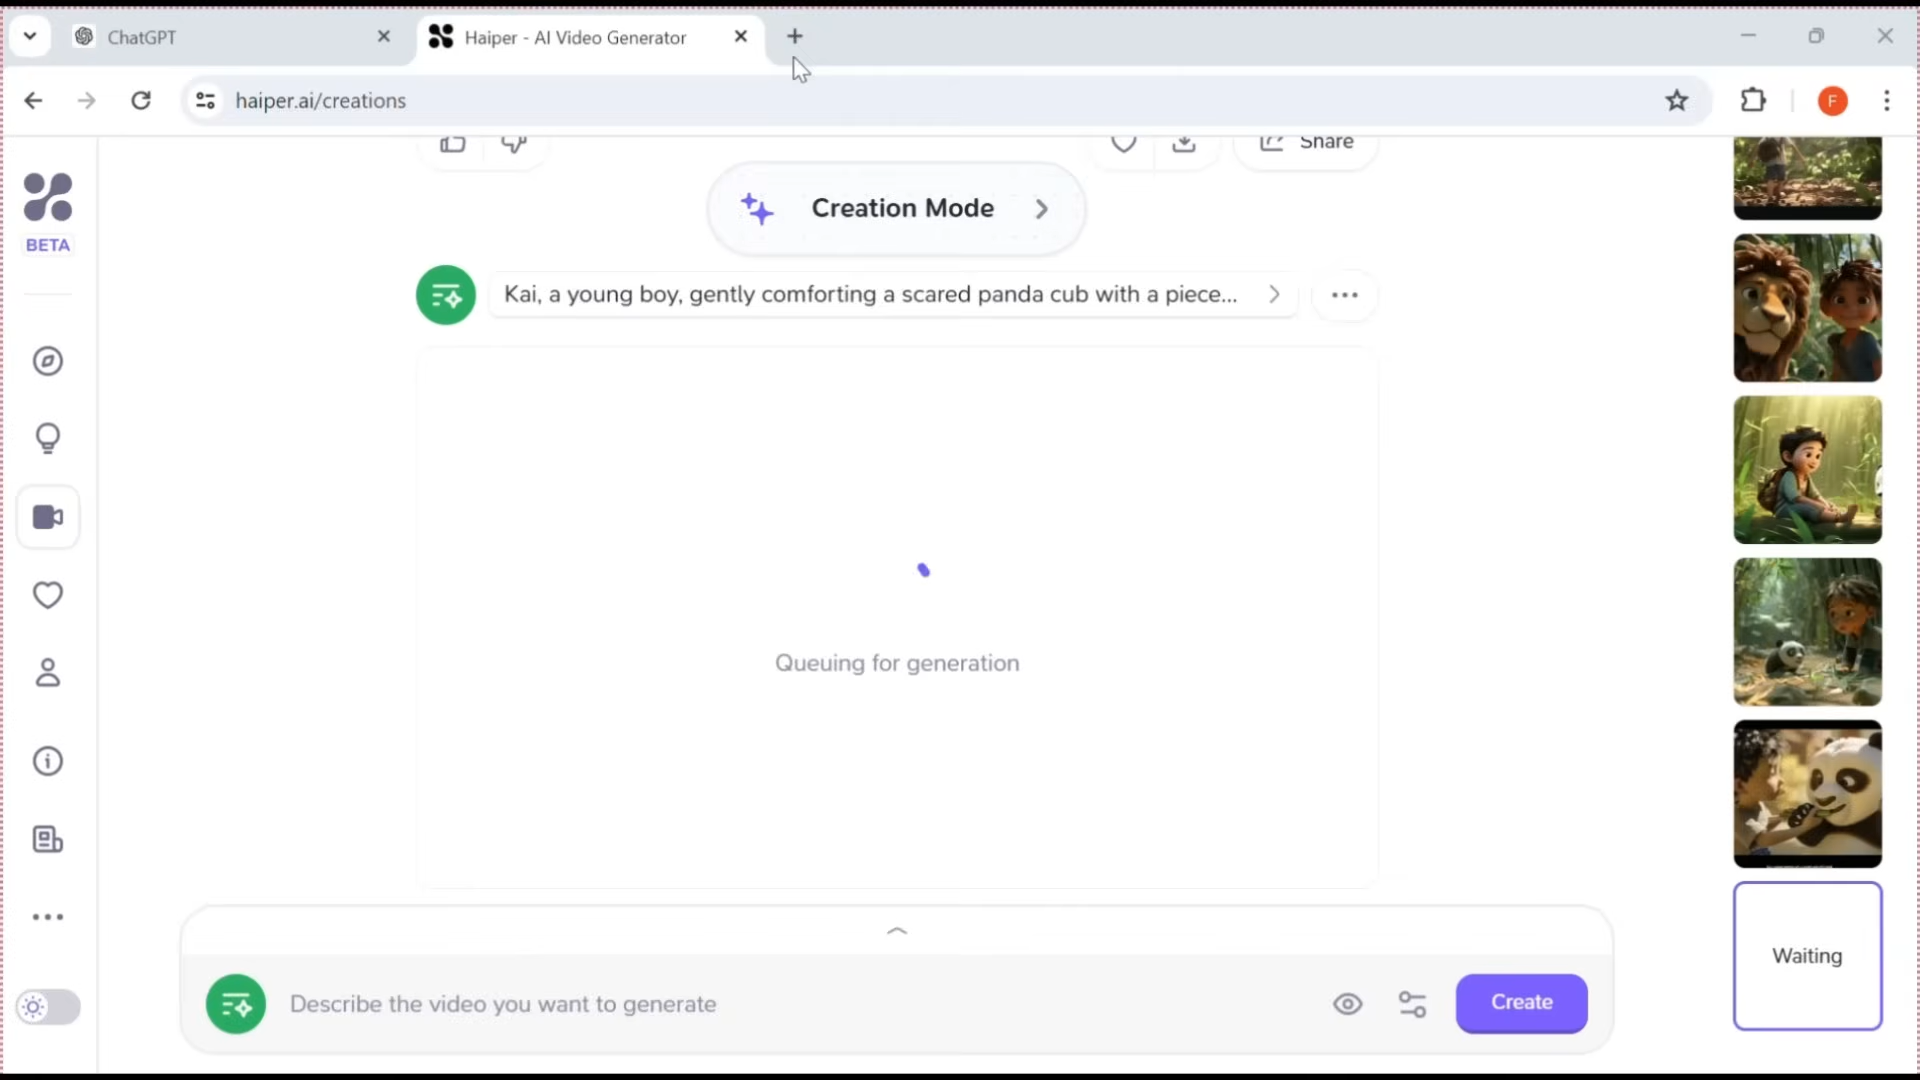 ChatGPT
Haiper - AI Video Generator
haiper.ai/creations
F
Share
BETA
Creation Mode
Kai, a young boy, gently comforting a scared panda cub with a piece...
Queuing for generation
Waiting
Describe the video you want to generate
Create